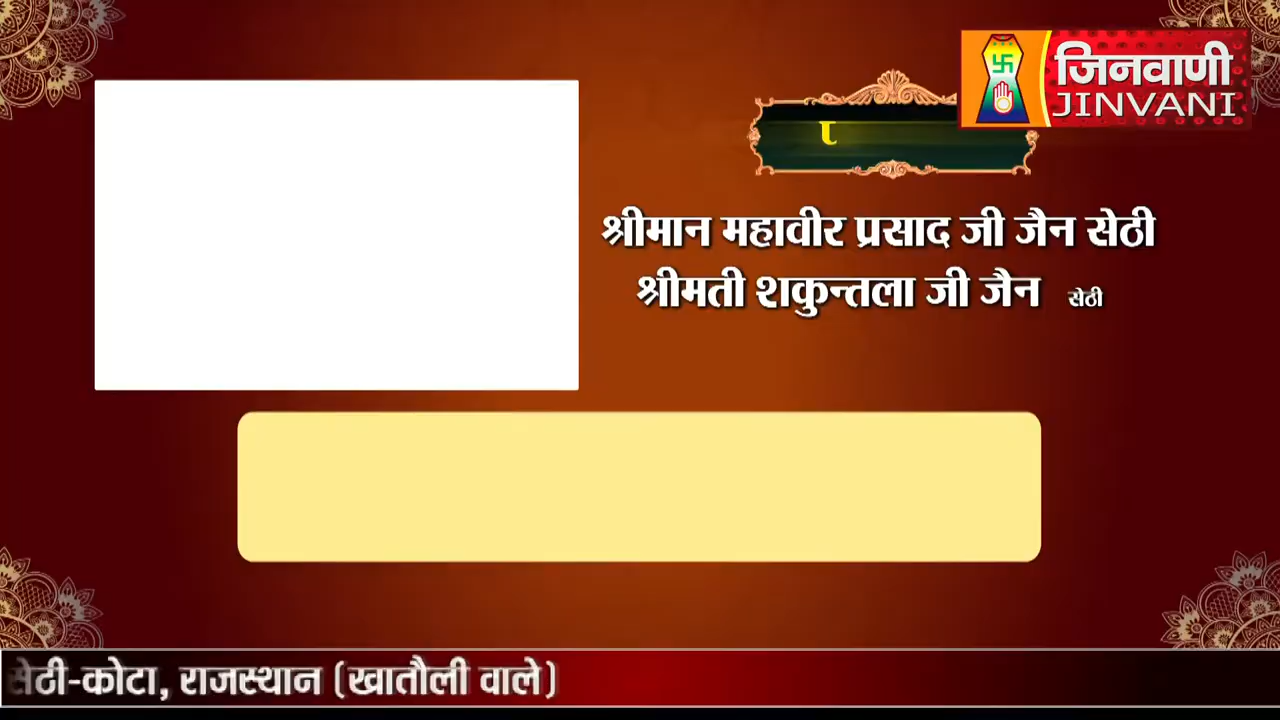 जिनवाणी
JINVANI
श्रीमान महावीर प्रसाद जी जैन सेठी
श्रीमती शकुन्तला जी जैन सेठी
सेठी-कोटा, राजस्थान (खातौली वाले)